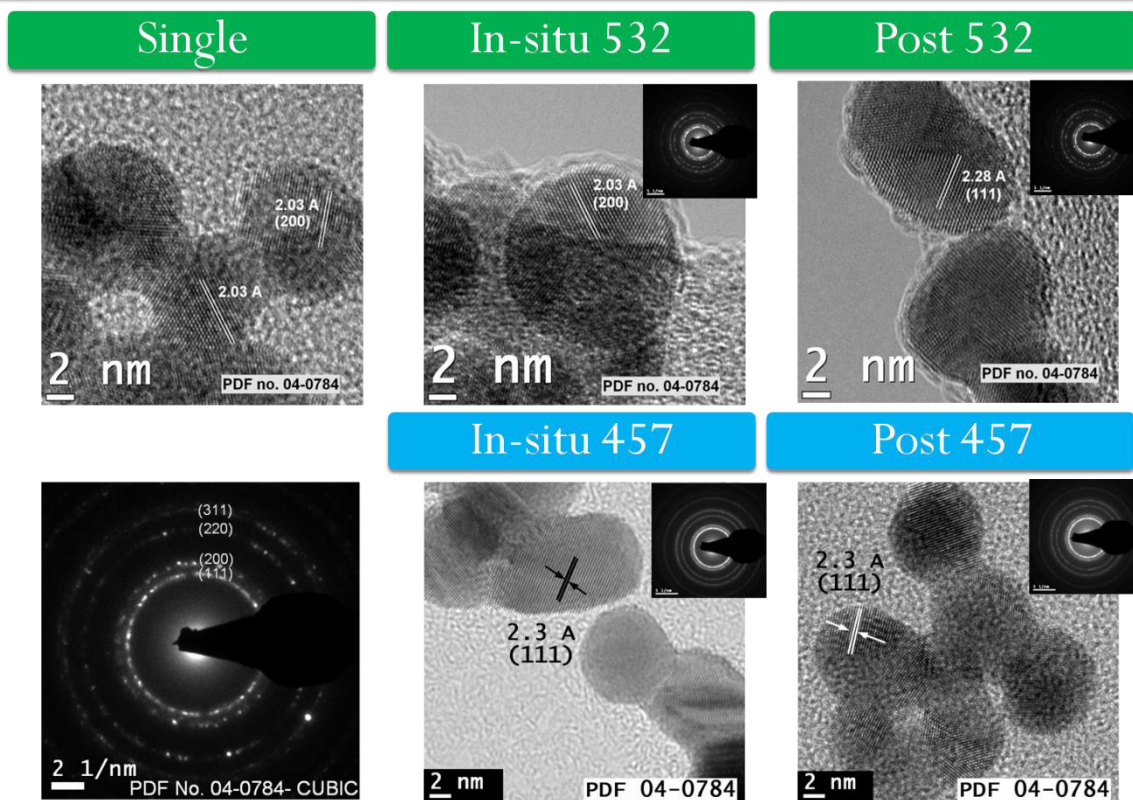 Single
In-situ 532
Post 532
2.03 A
(200)
2.03 A
2 nm
PDF no. 04-0784
2.03 A
(200)
2 nm
PDF no. 04-0784
2.28 A
(111)
2 nm
PDF no. 04-0784
In-situ 457
Post 457
(311)
(220)
(200)
(111)
2 1/nm
PDF No. 04-0784- CUBIC
2.3 A
(111)
2 nm
PDF 04-0784
2.3 A
(111)
2 nm
PDF 04-0784